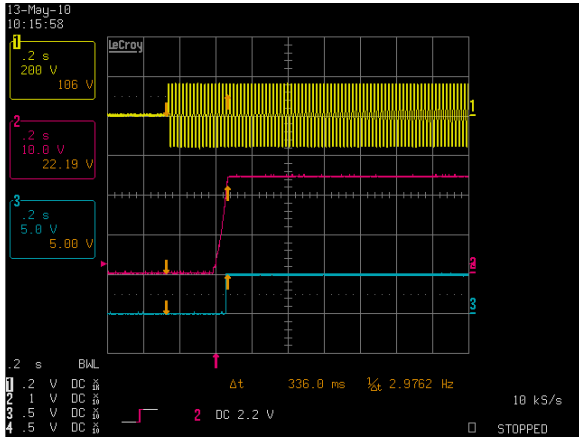 13-May-10
10:15:58
LeCroy
1
.2 s
200 V
106 V
2
.2 s
10.0 V
22.19 V
3
.2 s
5.0 V
5.00 V
1
3
.2 s BWL
1 .2 V DC
2 1 V DC
3 .5 V DC
4 .5 V DC
Δt 336.0 ms 1/Δt 2.9762 Hz
2 DC 2.2 V
10 kS/s
STOPPED